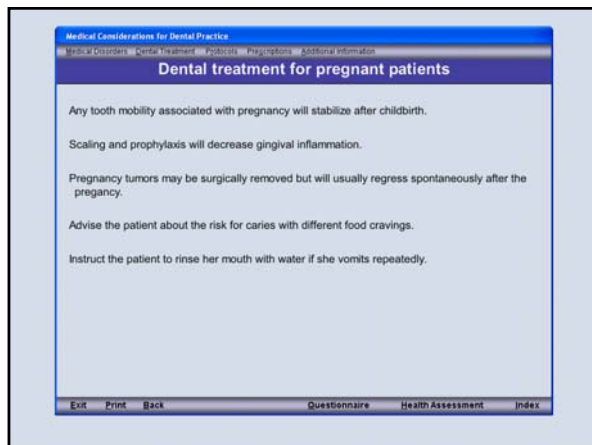 Medical Considerations for Dental Practice
Medical Disorders Dental Treatment Protocols Prescriptions Additional Information
Dental treatment for pregnant patients
Any tooth mobility associated with pregnancy will stabilize after childbirth.
Scaling and prophylaxis will decrease gingival inflammation.
Pregnancy tumors may be surgically removed but will usually regress spontaneously after the
pregancy.
Advise the patient about the risk for caries with different food cravings.
Instruct the patient to rinse her mouth with water if she vomits repeatedly.
Exit Print Back Questionnaire Health Assessment Index